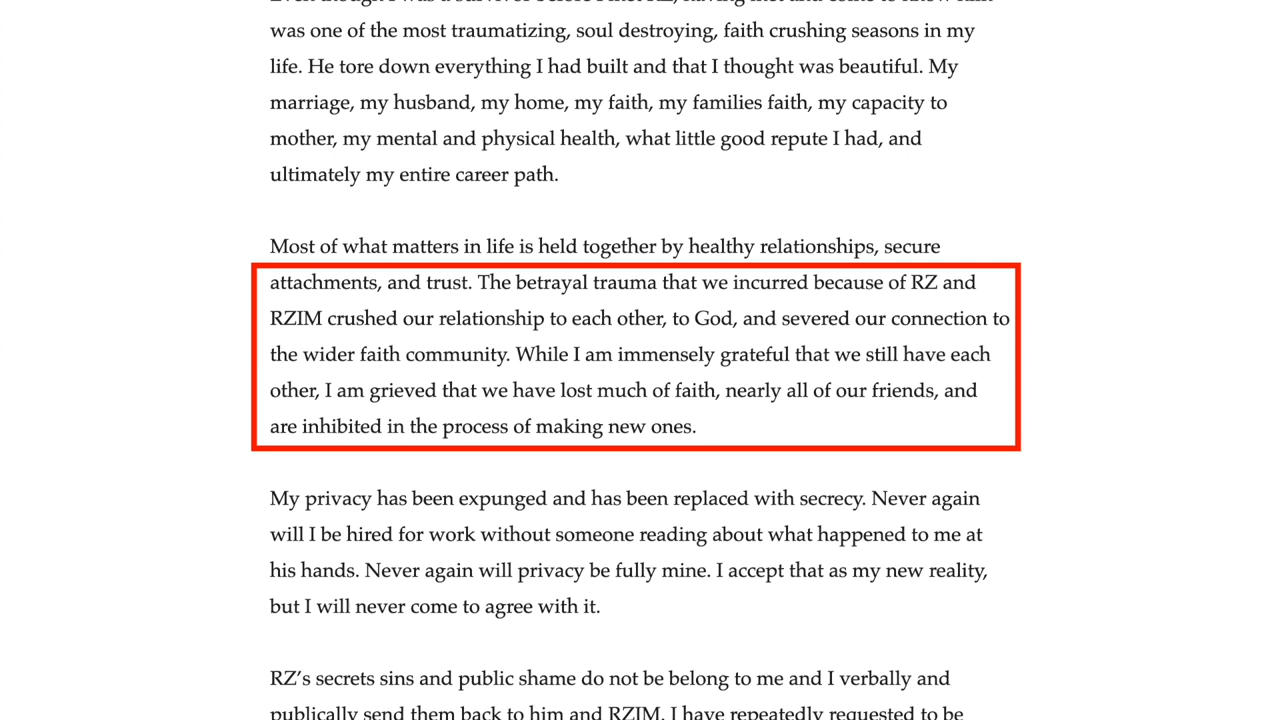 was one of the most traumatizing, soul destroying, faith crushing seasons in my
life. He tore down everything I had built and that I thought was beautiful. My
marriage, my husband, my home, my faith, my families faith, my capacity to
mother, my mental and physical health, what little good repute I had, and
ultimately my entire career path.
Most of what matters in life is held together by healthy relationships, secure
attachments, and trust. The betrayal trauma that we incurred because of RZ and
RZIM crushed our relationship to each other, to God, and severed our connection to
the wider faith community. While I am immensely grateful that we still have each
other, I am grieved that we have lost much of faith, nearly all of our friends, and
are inhibited in the process of making new ones.
My privacy has been expunged and has been replaced with secrecy. Never again
will I be hired for work without someone reading about what happened to me at
his hands. Never again will privacy be fully mine. I accept that as my new reality,
but I will never come to agree with it.
RZ's secrets sins and public shame do not be belong to me and I verbally and
publically send them back to him and RZIM. I have repeatedly requested to be